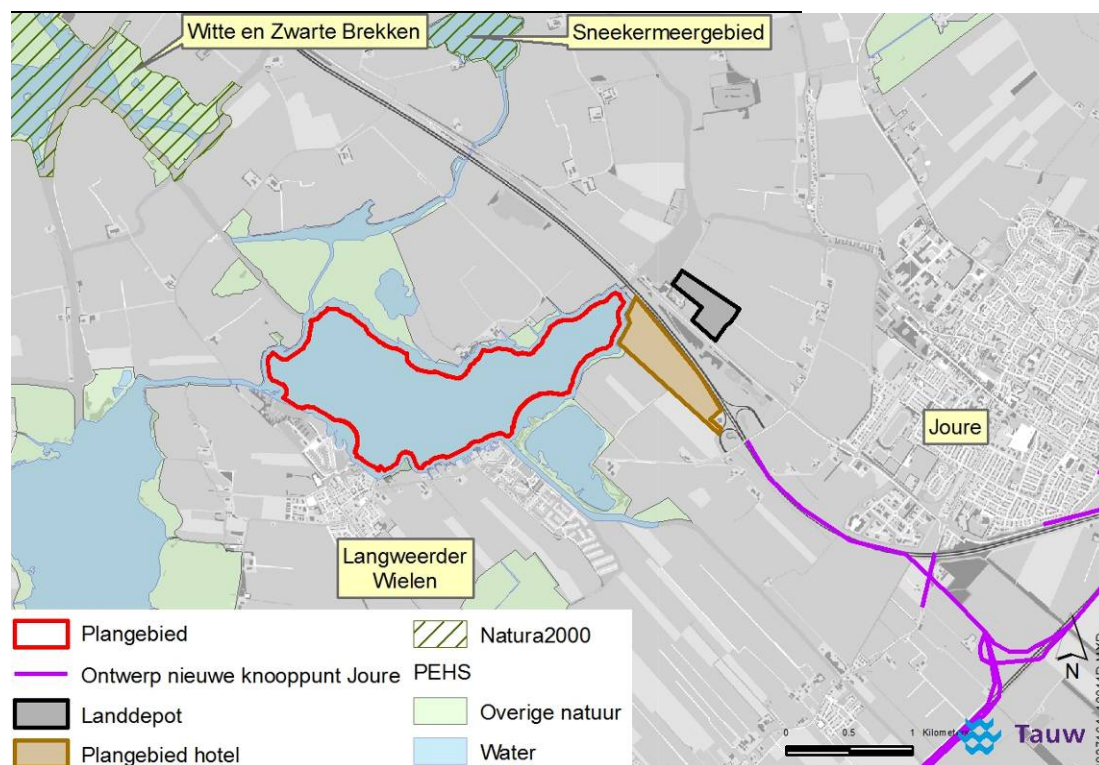 Witte en Zwarte Brekken
Sneekermeergebied
Joure
Langweerder
Wielen
Plangebied
Ontwerp nieuwe knooppunt Joure
Landdepot
Plangebied hotel
Natura2000
PEHS
Overige natuur
Water
N
0 0.5 1 Kilomete
Tauw